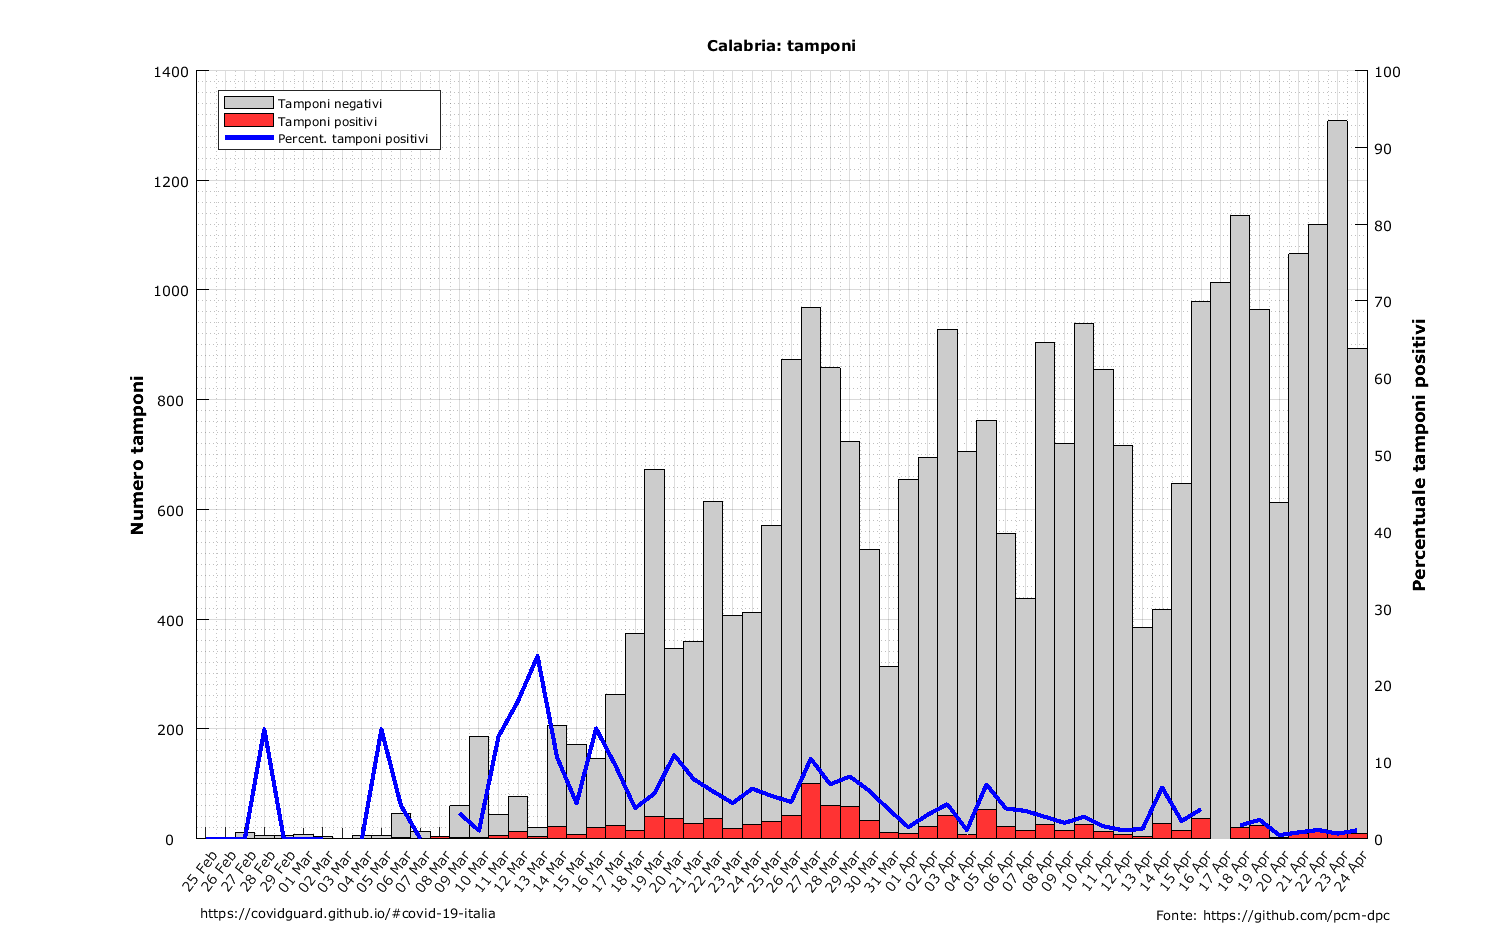 Calabria: tamponi
Tamponi negativi
Tamponi positivi
Percent. tamponi positivi
Numero tamponi
1400
1200
1000
800
600
400
200
0
Percentuale tamponi positivi
100
90
80
70
60
50
40
30
20
10
0
25 Feb
26 Feb
27 Feb
28 Feb
29 Feb
01 Mar
02 Mar
03 Mar
04 Mar
05 Mar
06 Mar
07 Mar
08 Mar
09 Mar
10 Mar
11 Mar
12 Mar
13 Mar
14 Mar
15 Mar
16 Mar
17 Mar
18 Mar
19 Mar
20 Mar
21 Mar
22 Mar
23 Mar
24 Mar
25 Mar
26 Mar
27 Mar
28 Mar
29 Mar
30 Mar
31 Mar
01 Apr
02 Apr
03 Apr
04 Apr
05 Apr
06 Apr
07 Apr
08 Apr
09 Apr
10 Apr
11 Apr
12 Apr
13 Apr
14 Apr
15 Apr
16 Apr
17 Apr
18 Apr
19 Apr
20 Apr
21 Apr
22 Apr
23 Apr
24 Apr
https://covidguard.github.io/#covid-19-italia
Fonte: https://github.com/pcm-dpc